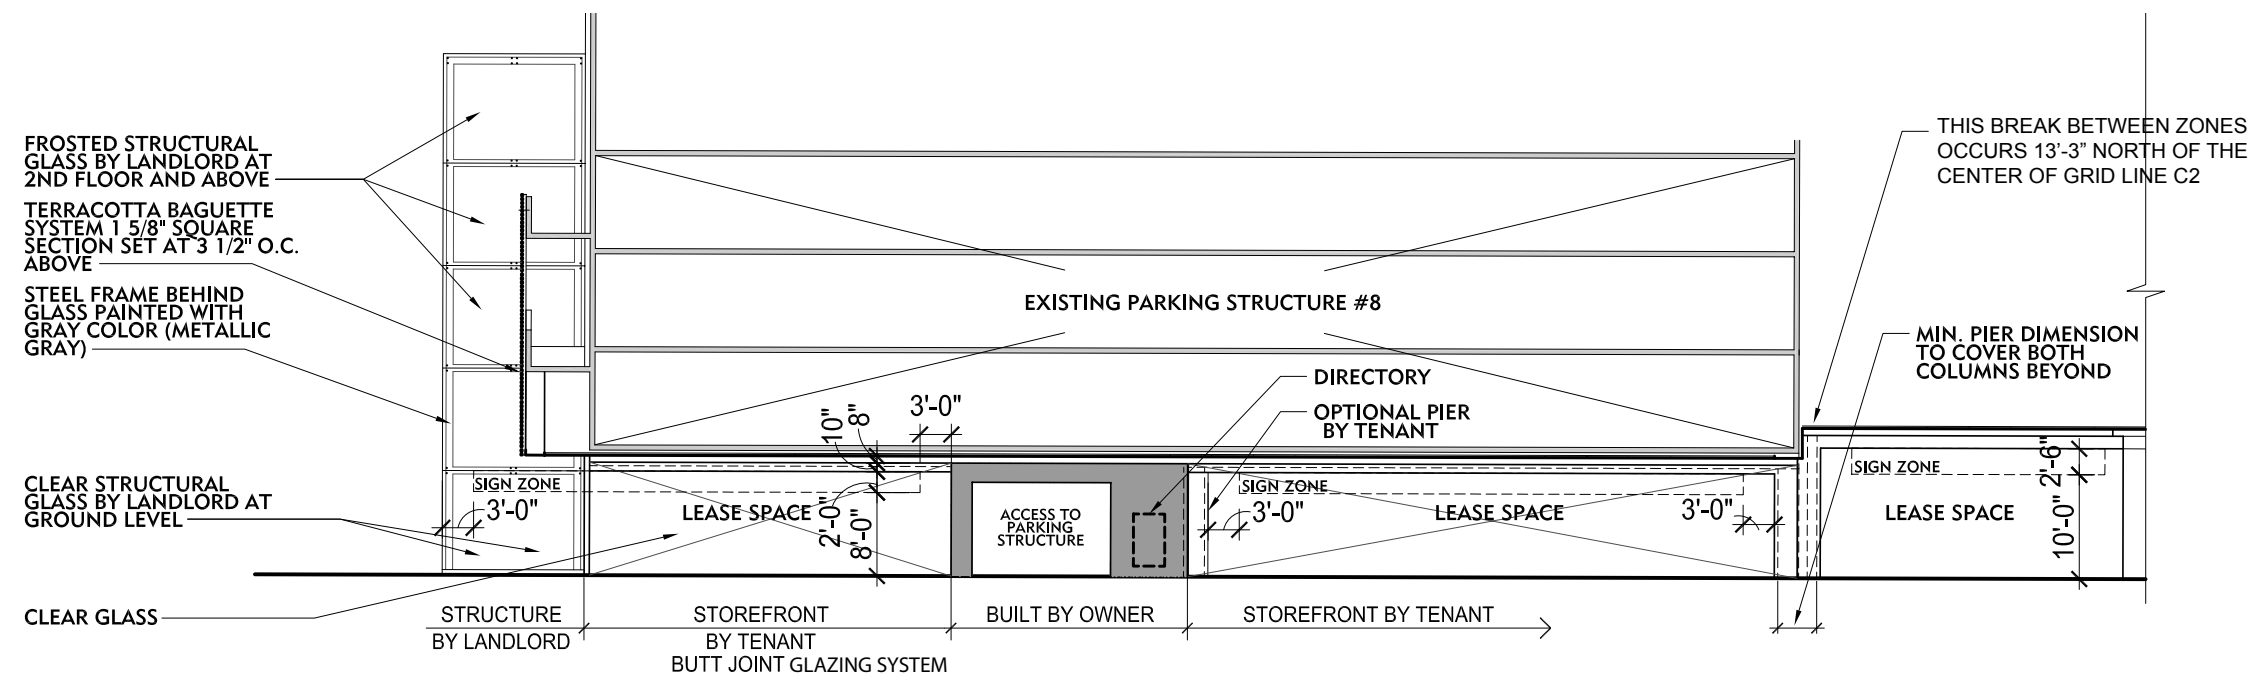 FROSTED STRUCTURAL
GLASS BY LANDLORD AT
2ND FLOOR AND ABOVE
TERRACOTTA BAGUETTE
SYSTEM 1 5/8" SQUARE
SECTION SET AT 3 1/2" O.C.
ABOVE
STEEL FRAME BEHIND
GLASS PAINTED WITH
GRAY COLOR (METALLIC
GRAY)
CLEAR STRUCTURAL
GLASS BY LANDLORD AT
GROUND LEVEL
CLEAR GLASS
EXISTING PARKING STRUCTURE #8
DIRECTORY
OPTIONAL PIER
BY TENANT
10"
8"
3'-0"
SIGN ZONE
3'-0"
LEASE SPACE
2'-0"
8'-0"
ACCESS TO
PARKING
STRUCTURE
SIGN ZONE
3'-0"
LEASE SPACE
3'-0"
THIS BREAK BETWEEN ZONES
OCCURS 13'-3" NORTH OF THE
CENTER OF GRID LINE C2
MIN. PIER DIMENSION
TO COVER BOTH
COLUMNS BEYOND
SIGN ZONE
2'-6"
LEASE SPACE
10'-0"
STRUCTURE
BY LANDLORD
STOREFRONT
BY TENANT
BUTT JOINT GLAZING SYSTEM
BUILT BY OWNER
STOREFRONT BY TENANT